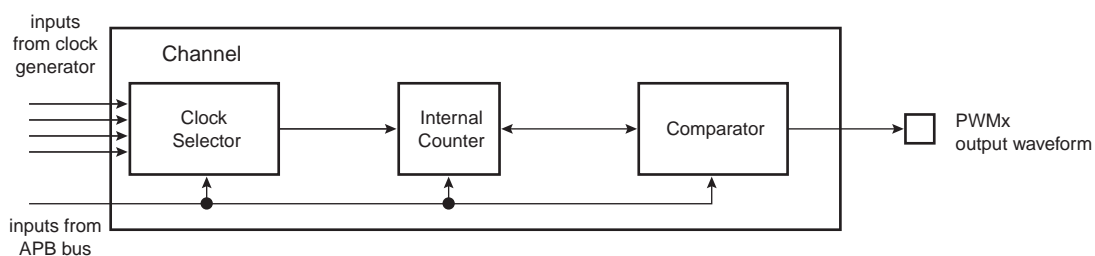 inputs
from clock
generator
Channel
Clock
Selector
Internal
Counter
Comparator
PWMx
output waveform
inputs from
APB bus